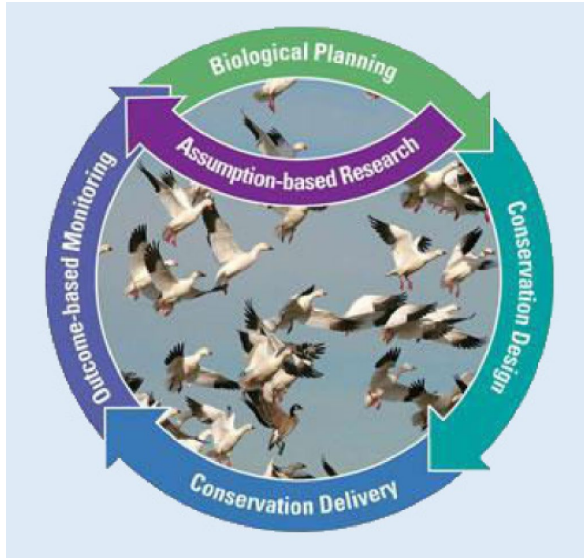 Biological Planning
Assumption-based Research
Conservation Design
Conservation Delivery
Outcome-based Monitoring